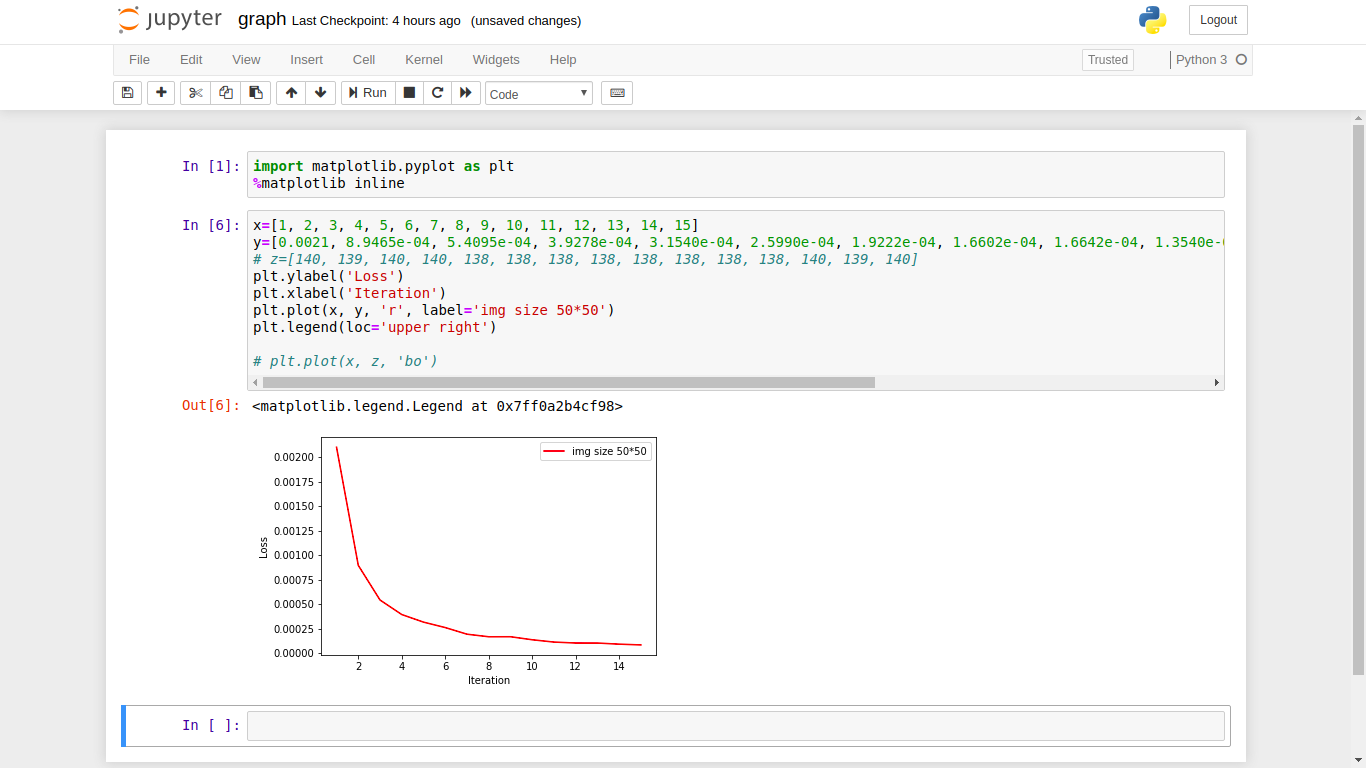 jupyter graph Last Checkpoint: 4 hours ago (unsaved changes) Logout
File Edit View Insert Cell Kernel Widgets Help Trusted Python 3
Run Code
In [1]: import matplotlib.pyplot as plt
%matplotlib inline
In [6]: x=[1, 2, 3, 4, 5, 6, 7, 8, 9, 10, 11, 12, 13, 14, 15]
y=[0.0021, 8.9465e-04, 5.4095e-04, 3.9278e-04, 3.1540e-04, 2.5990e-04, 1.9222e-04, 1.6602e-04, 1.6642e-04, 1.3540e-
# z=[140, 139, 140, 140, 138, 138, 138, 138, 138, 138, 138, 138, 140, 139, 140]
plt.ylabel('Loss')
plt.xlabel('Iteration')
plt.plot(x, y, 'r', label='img size 50*50')
plt.legend(loc='upper right')
# plt.plot(x, z, 'bo')
Out[6]: <matplotlib.legend.Legend at 0x7ff0a2b4cf98>
img size 50*50
0.00200
0.00175
0.00150
0.00125
0.00100
0.00075
0.00050
0.00025
0.00000
Loss
2 4 6 8 10 12 14
Iteration
In [ ]: